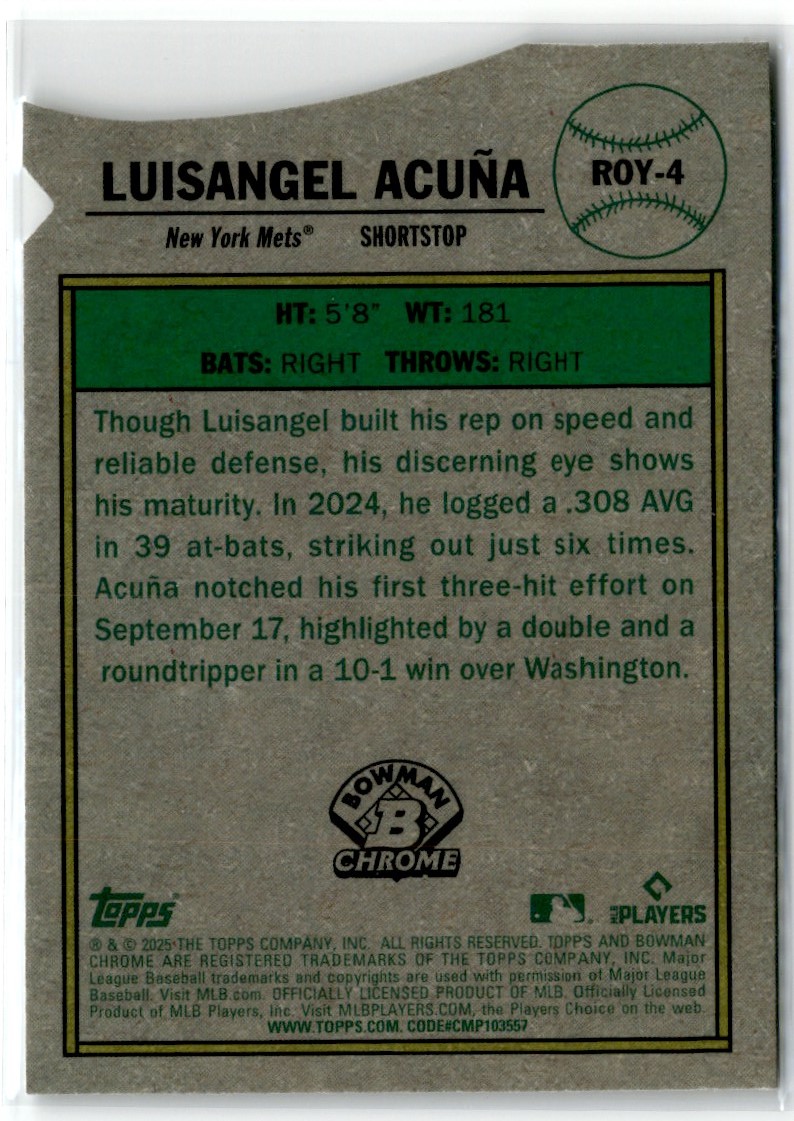 LUISANGEL ACUÑA
ROY-4
New York Mets® SHORTSTOP
HT: 5'8" WT: 181
BATS: RIGHT THROWS: RIGHT
Though Luisangel built his rep on speed and
reliable defense, his discerning eye shows
his maturity. In 2024, he logged a .308 AVG
in 39 at-bats, striking out just six times.
Acuña notched his first three-hit effort on
September 17, highlighted by a double and a
roundtripper in a 10-1 win over Washington.
BOWMAN
B
CHROME
topps
PLAYERS
® & © 2025 THE TOPPS COMPANY, INC. ALL RIGHTS RESERVED. TOPPS AND BOWMAN
CHROME ARE REGISTERED TRADEMARKS OF THE TOPPS COMPANY, INC. Major
League Baseball trademarks and copyrights are used with permission of Major League
Baseball. Visit MLB.com. OFFICIALLY LICENSED PRODUCT OF MLB. Officially Licensed
Product of MLB Players, Inc. Visit MLBPLAYERS.COM, the Players Choice on the web.
WWW.TOPPS.COM. CODE#CMP103557